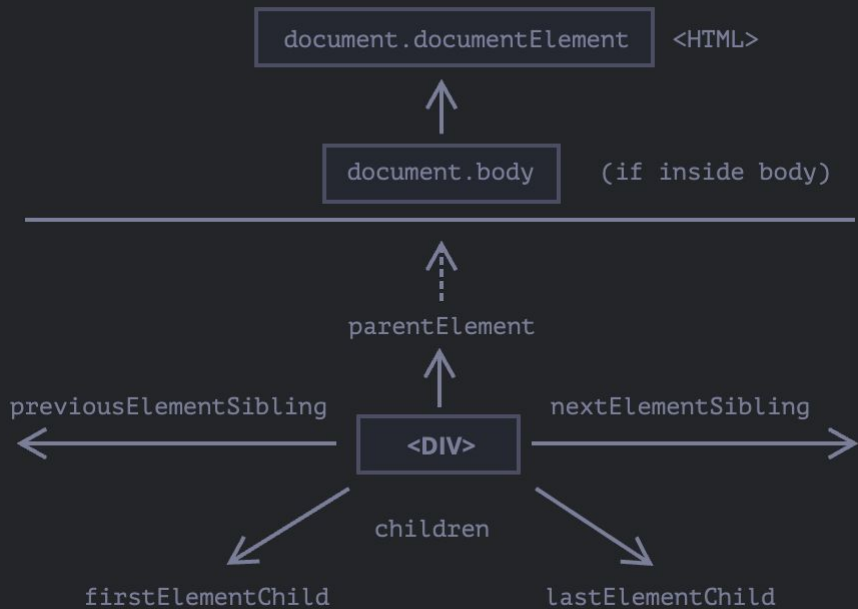 document.documentElement <HTML>
document.body (if inside body)
parentElement
previousElementSibling nextElementSibling
<DIV>
children
firstElementChild lastElementChild